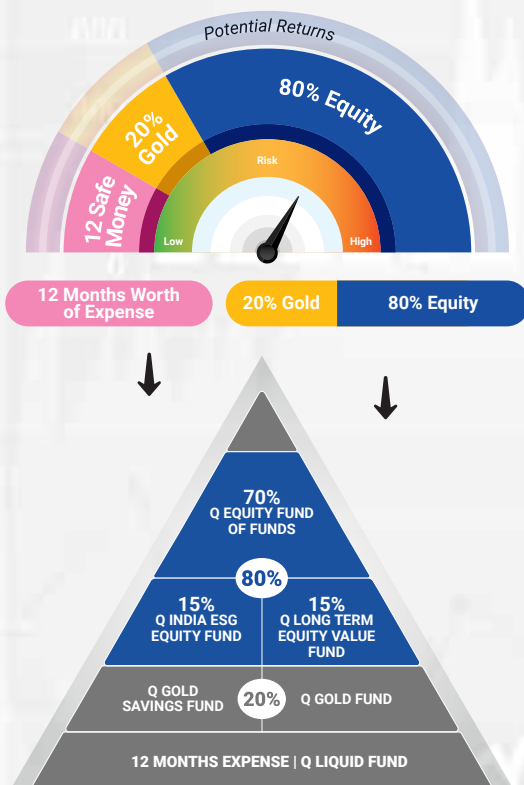 Potential Returns
80% Equity
20%
Gold
12 Safe
Money
Risk
Low
High
12 Months Worth
of Expense
20% Gold
80% Equity
70%
Q EQUITY FUND
OF FUNDS
80%
15%
Q INDIA ESG
EQUITY FUND
15%
Q LONG TERM
EQUITY VALUE
FUND
Q GOLD
SAVINGS FUND
20%
Q GOLD FUND
12 MONTHS EXPENSE | Q LIQUID FUND